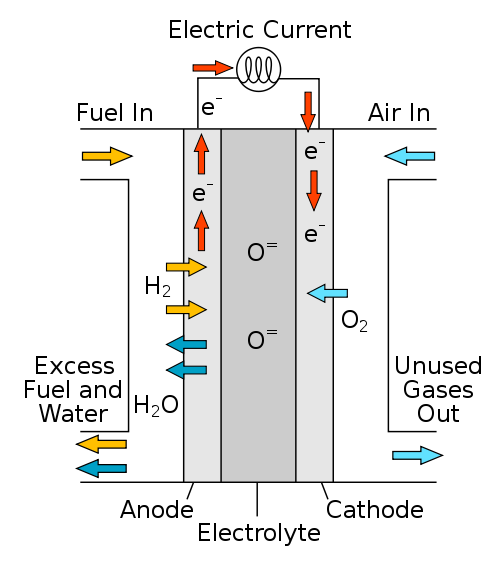 Electric Current
e⁻
Fuel In
Air In
e⁻
e⁻
e⁻
O⁼
H₂
O₂
O⁼
Excess
Fuel and
Water
Unused
Gases
Out
H₂O
Anode
Cathode
Electrolyte